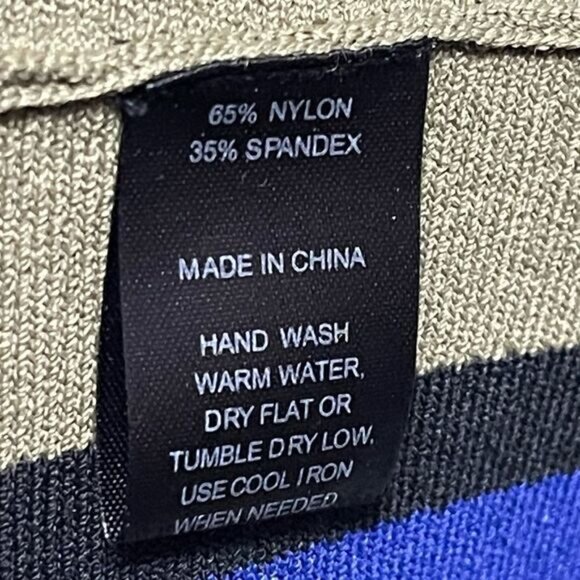 65% NYLON
35% SPANDEX
MADE IN CHINA
HAND WASH
WARM WATER,
DRY FLAT OR
TUMBLE DRY LOW.
USE COOL IRON
WHEN NEEDED